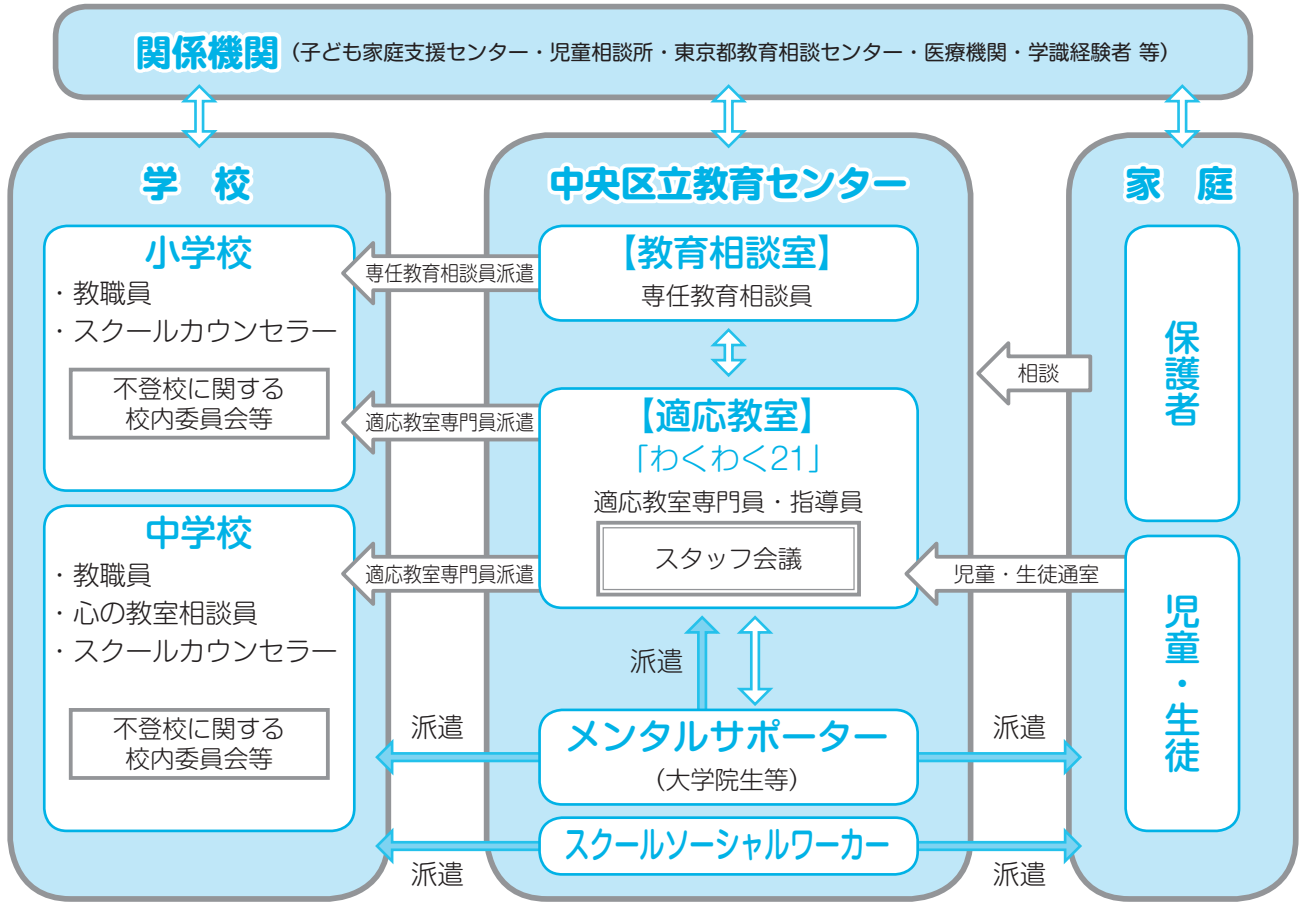 関係機関（子ども家庭支援センター・児童相談所・東京都教育相談センター・医療機関・学識経験者 等）
学　校
小学校
・教職員
・スクールカウンセラー
不登校に関する
校内委員会等
中学校
・教職員
・心の教室相談員
・スクールカウンセラー
不登校に関する
校内委員会等
専任教育相談員派遣
適応教室専門員派遣
適応教室専門員派遣
派遣
派遣
中央区立教育センター
【教育相談室】
専任教育相談員
【適応教室】
「わくわく21」
適応教室専門員・指導員
スタッフ会議
派遣
メンタルサポーター
（大学院生等）
スクールソーシャルワーカー
相談
児童・生徒通室
派遣
派遣
家　庭
保護者
児童・生徒